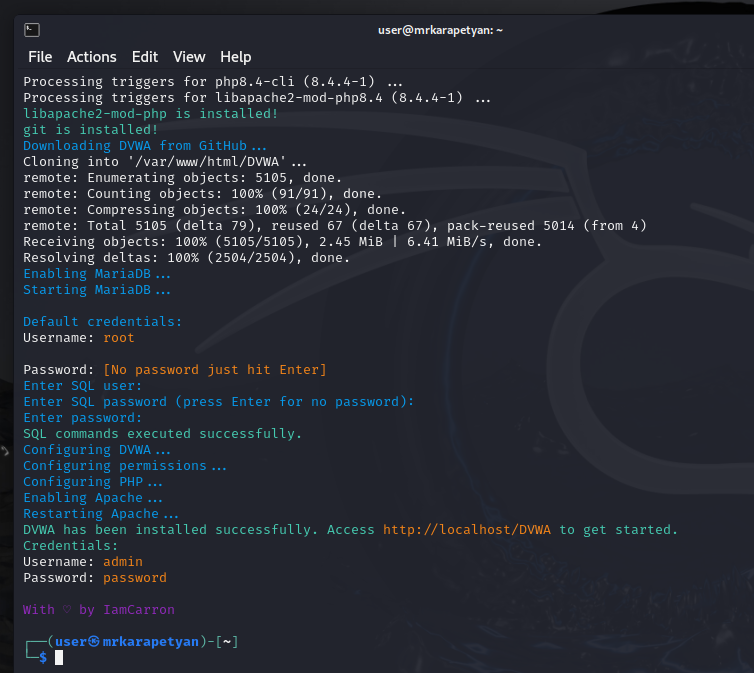 user@mrkarapetyan: ~
File Actions Edit View Help
Processing triggers for php8.4-cli (8.4.4-1) ...
Processing triggers for libapache2-mod-php8.4 (8.4.4-1) ...
libapache2-mod-php is installed!
git is installed!
Downloading DVWA from GitHub...
Cloning into '/var/www/html/DVWA'...
remote: Enumerating objects: 5105, done.
remote: Counting objects: 100% (91/91), done.
remote: Compressing objects: 100% (24/24), done.
remote: Total 5105 (delta 79), reused 67 (delta 67), pack-reused 5014 (from 4)
Receiving objects: 100% (5105/5105), 2.45 MiB | 6.41 MiB/s, done.
Resolving deltas: 100% (2504/2504), done.
Enabling MariaDB...
Starting MariaDB...
Default credentials:
Username: root
Password: [No password just hit Enter]
Enter SQL user:
Enter SQL password (press Enter for no password):
Enter password:
SQL commands executed successfully.
Configuring DVWA...
Configuring permissions...
Configuring PHP...
Enabling Apache...
Restarting Apache...
DVWA has been installed successfully. Access http://localhost/DVWA to get started.
Credentials:
Username: admin
Password: password
With ♡ by IamCarron
┌──(user㉿mrkarapetyan)-[~]
└─$